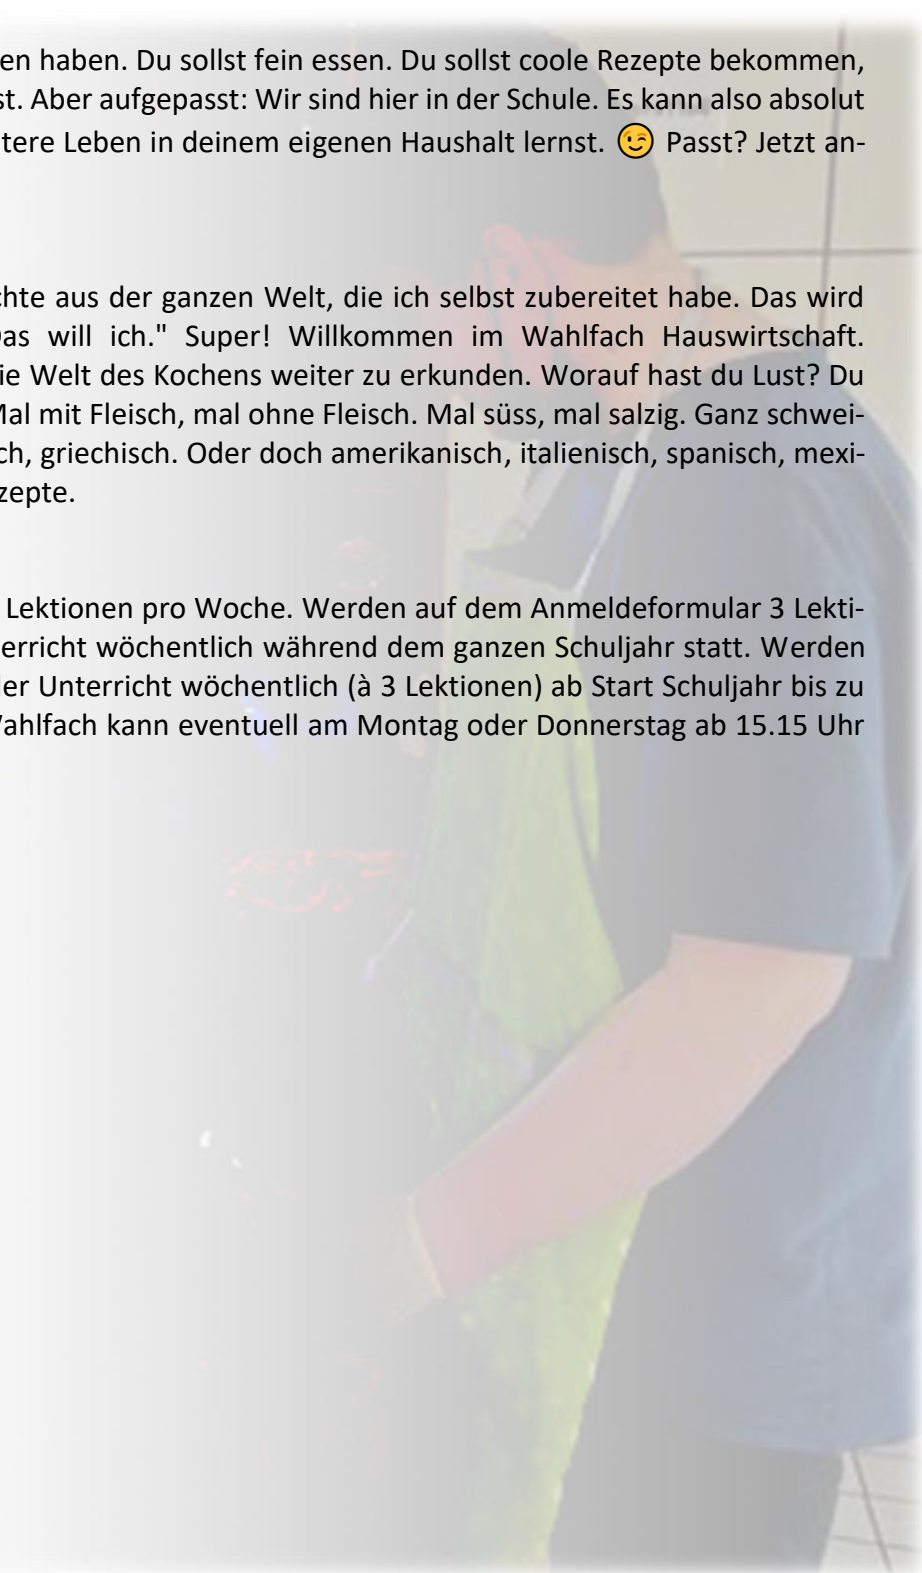 en haben. Du sollst fein essen. Du sollst coole Rezepte bekommen,
st. Aber aufgepasst: Wir sind hier in der Schule. Es kann also absolut
tere Leben in deinem eigenen Haushalt lernst. 😉 Passt? Jetzt an-
chte aus der ganzen Welt, die ich selbst zubereitet habe. Das wird
Das will ich." Super! Willkommen im Wahlfach Hauswirtschaft.
ie Welt des Kochens weiter zu erkunden. Worauf hast du Lust? Du
Mal mit Fleisch, mal ohne Fleisch. Mal süss, mal salzig. Ganz schwei-
ch, griechisch. Oder doch amerikanisch, italienisch, spanisch, mexi-
zepte.
Lektionen pro Woche. Werden auf dem Anmeldeformular 3 Lekti-
erricht wöchentlich während dem ganzen Schuljahr statt. Werden
der Unterricht wöchentlich (à 3 Lektionen) ab Start Schuljahr bis zu
Wahlfach kann eventuell am Montag oder Donnerstag ab 15.15 Uhr